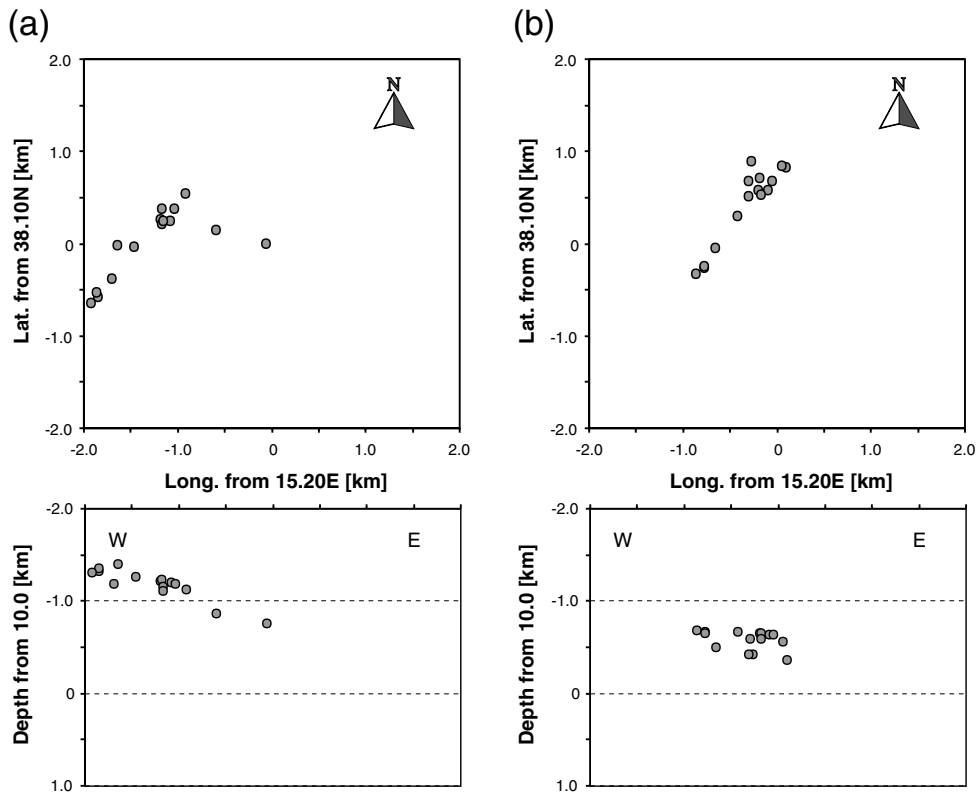 (a)
(b)
2.0
1.0
0
-1.0
-2.0
Lat. from 38.10N [km]
N
-2.0 -1.0 0 1.0 2.0
Long. from 15.20E [km]
2.0
1.0
0
-1.0
-2.0
Lat. from 38.10N [km]
N
-2.0 -1.0 0 1.0 2.0
Long. from 15.20E [km]
-2.0
-1.0
0
1.0
Depth from 10.0 [km]
W E
-2.0
-1.0
0
1.0
Depth from 10.0 [km]
W E